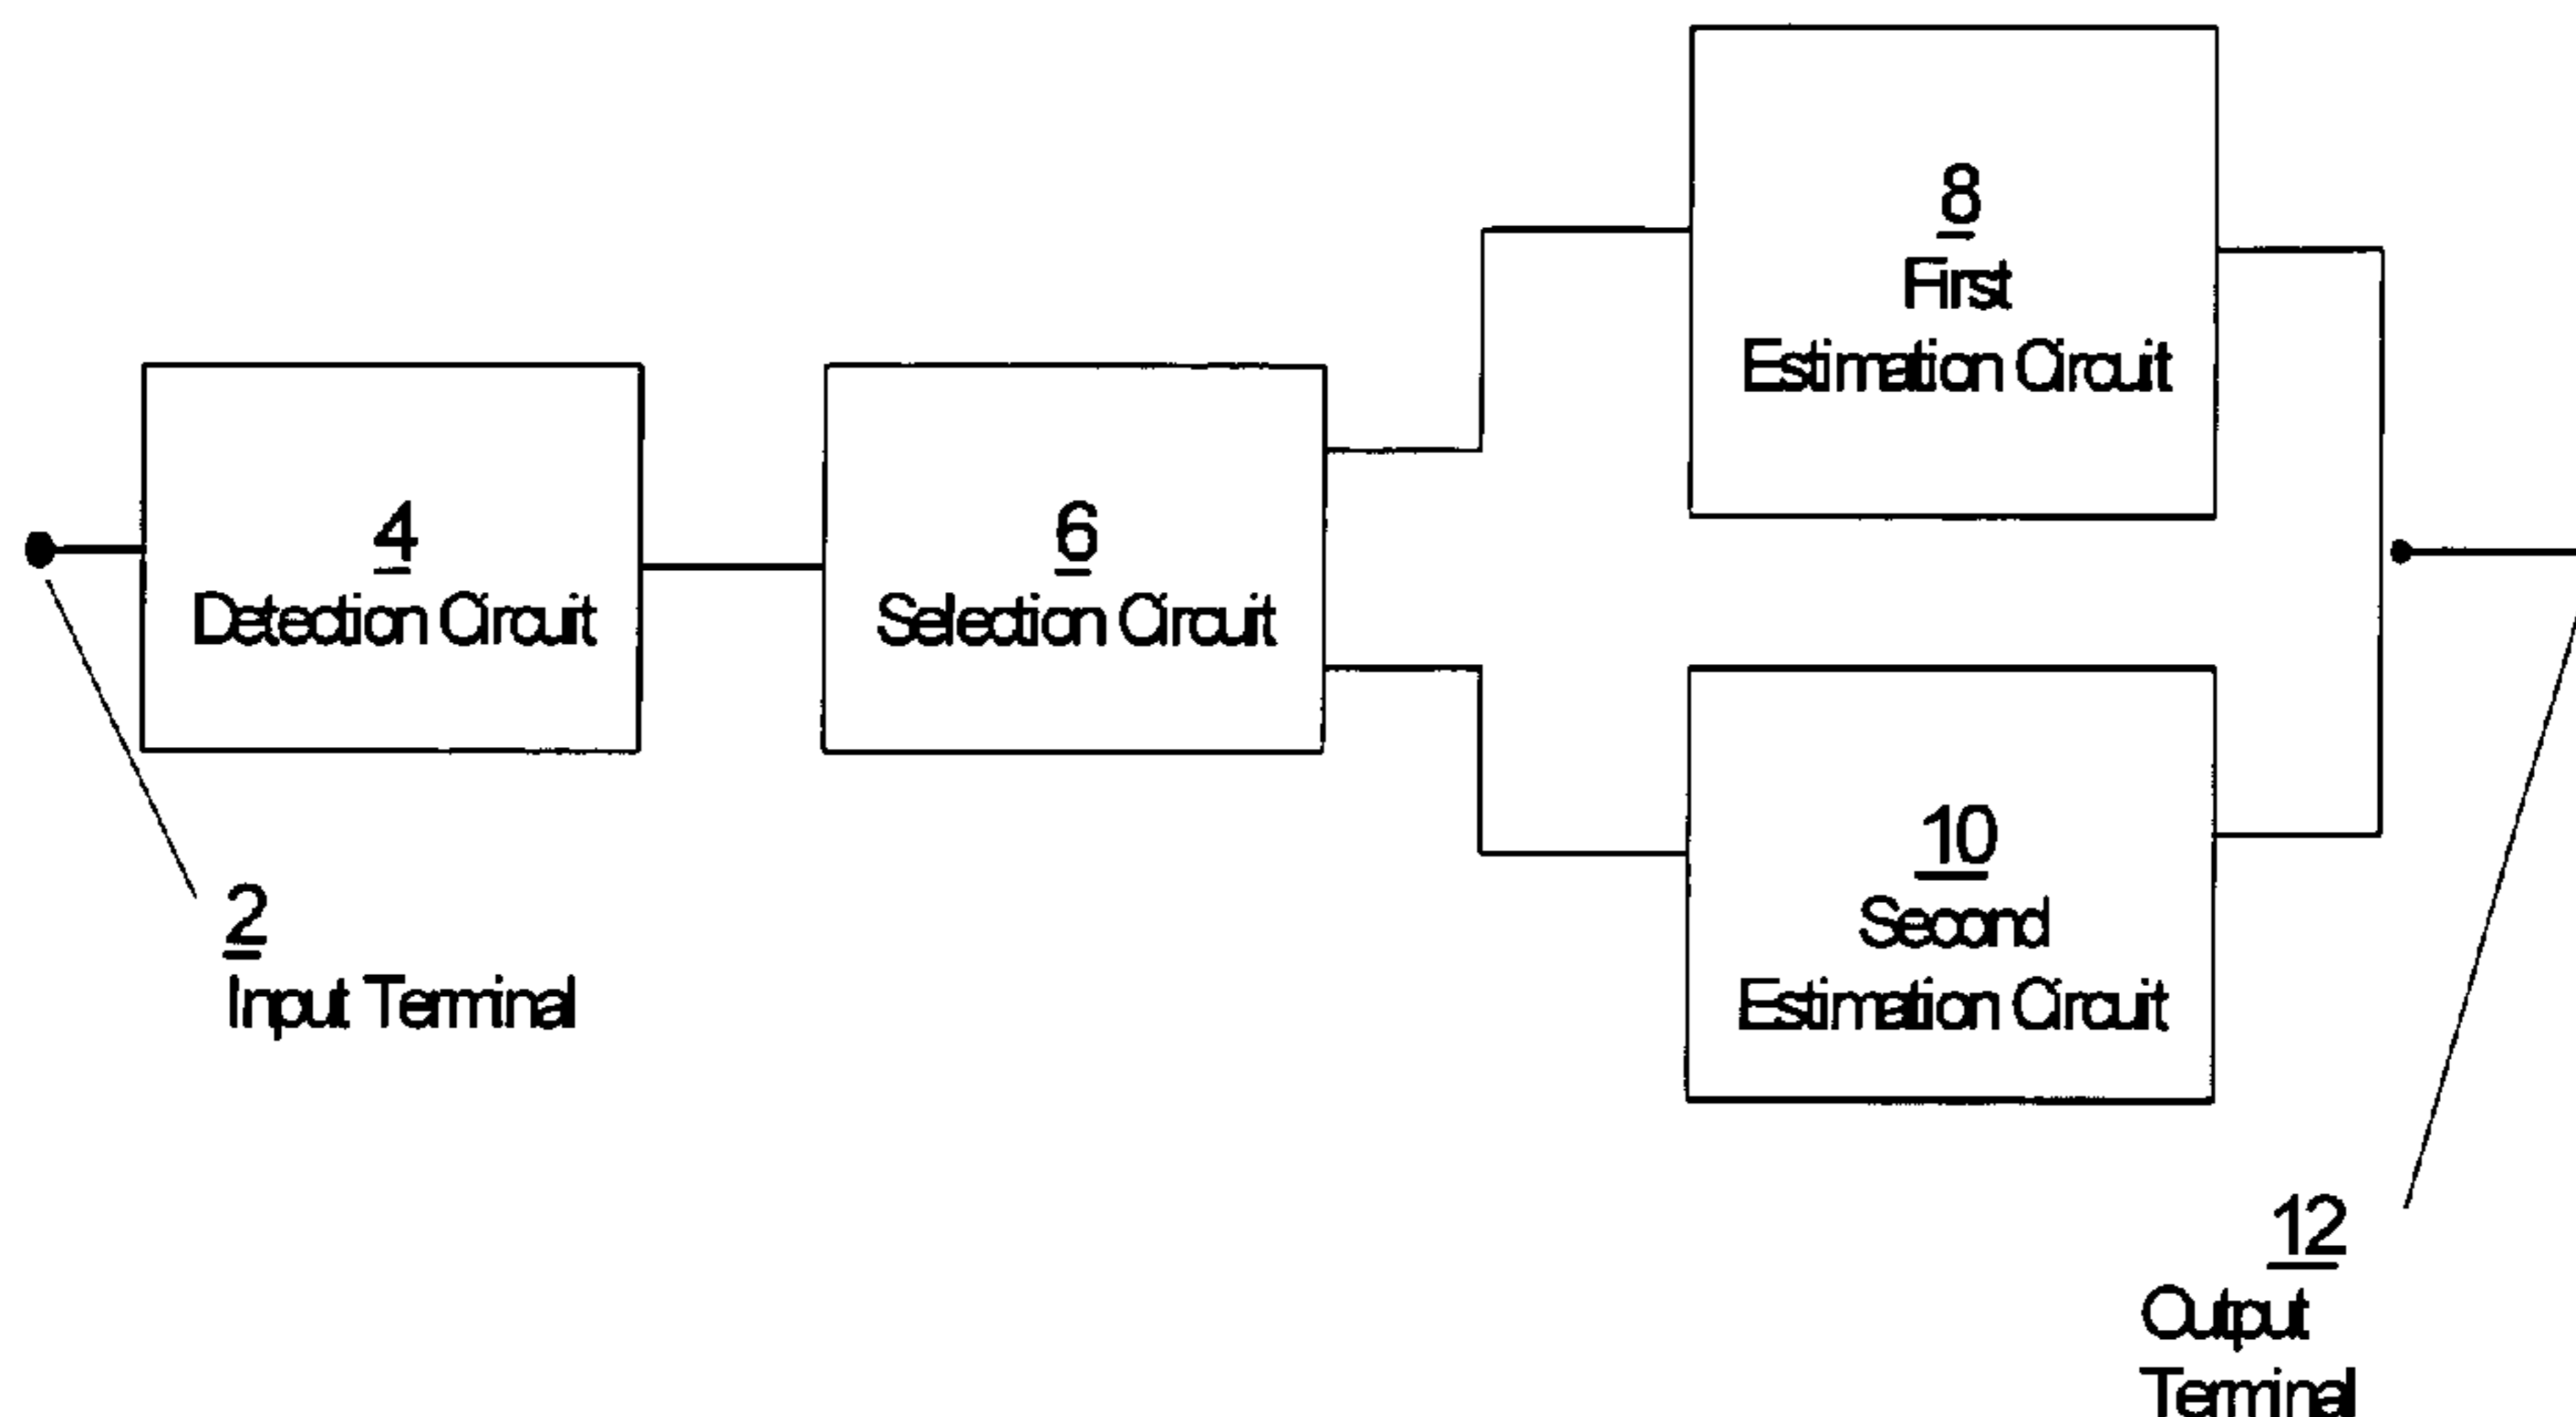 4
Detection Circuit
6
Selection Circuit
8
First
Estimation Circuit
10
Second
Estimation Circuit
2
Input Terminal
12
Output
Terminal